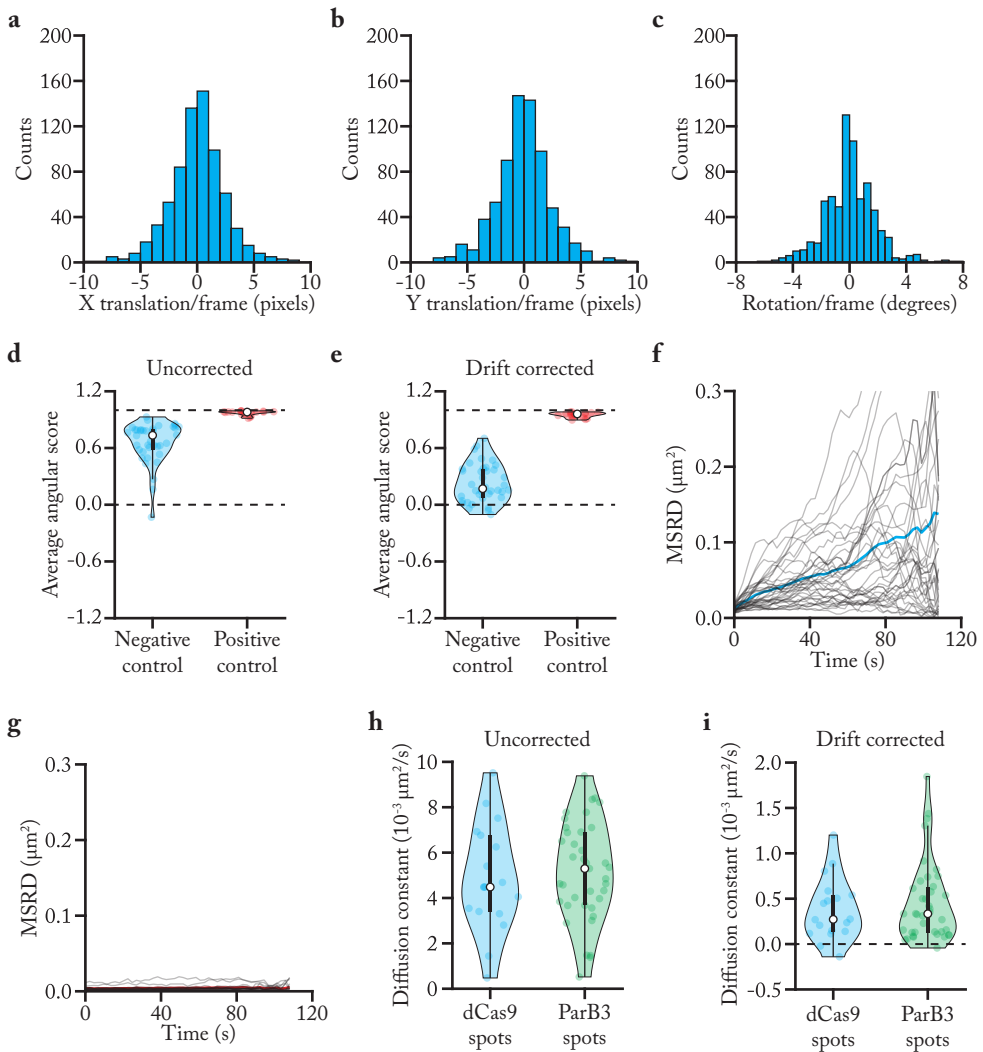 a
200
160
120
80
40
0
Counts
-10
-5
0
5
10
X translation/frame (pixels)
b
200
160
120
80
40
0
Counts
-10
-5
0
5
10
Y translation/frame (pixels)
c
200
160
120
80
40
0
Counts
-8
-4
0
4
8
Rotation/frame (degrees)
d
Uncorrected
1.2
0.6
0.0
-0.6
-1.2
Average angular score
Negative
control
Positive
control
e
Drift corrected
1.2
0.6
0.0
-0.6
-1.2
Average angular score
Negative
control
Positive
control
f
0.3
0.2
0.1
0.0
MSRD (μm²)
0
40
80
120
Time (s)
g
0.3
0.2
0.1
0.0
MSRD (μm²)
0
40
80
120
Time (s)
h
Uncorrected
10
8
6
4
2
0
Diffusion constant (10⁻³ μm²/s)
dCas9
spots
ParB3
spots
i
Drift corrected
2.0
1.5
1.0
0.5
0.0
-0.5
Diffusion constant (10⁻³ μm²/s)
dCas9
spots
ParB3
spots